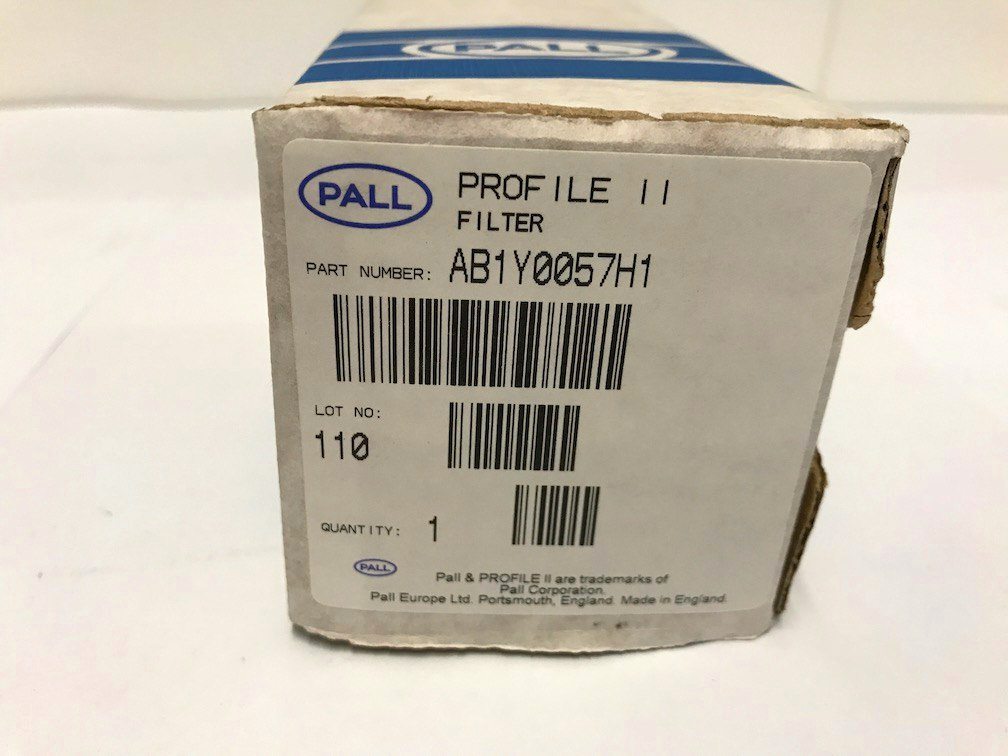 PALL
PALL
PROFILE II
FILTER
PART NUMBER: AB1Y0057H1
LOT NO:
110
QUANTITY: 1
PALL
Pall & PROFILE II are trademarks of
Pall Corporation.
Pall Europe Ltd. Portsmouth, England. Made in England.